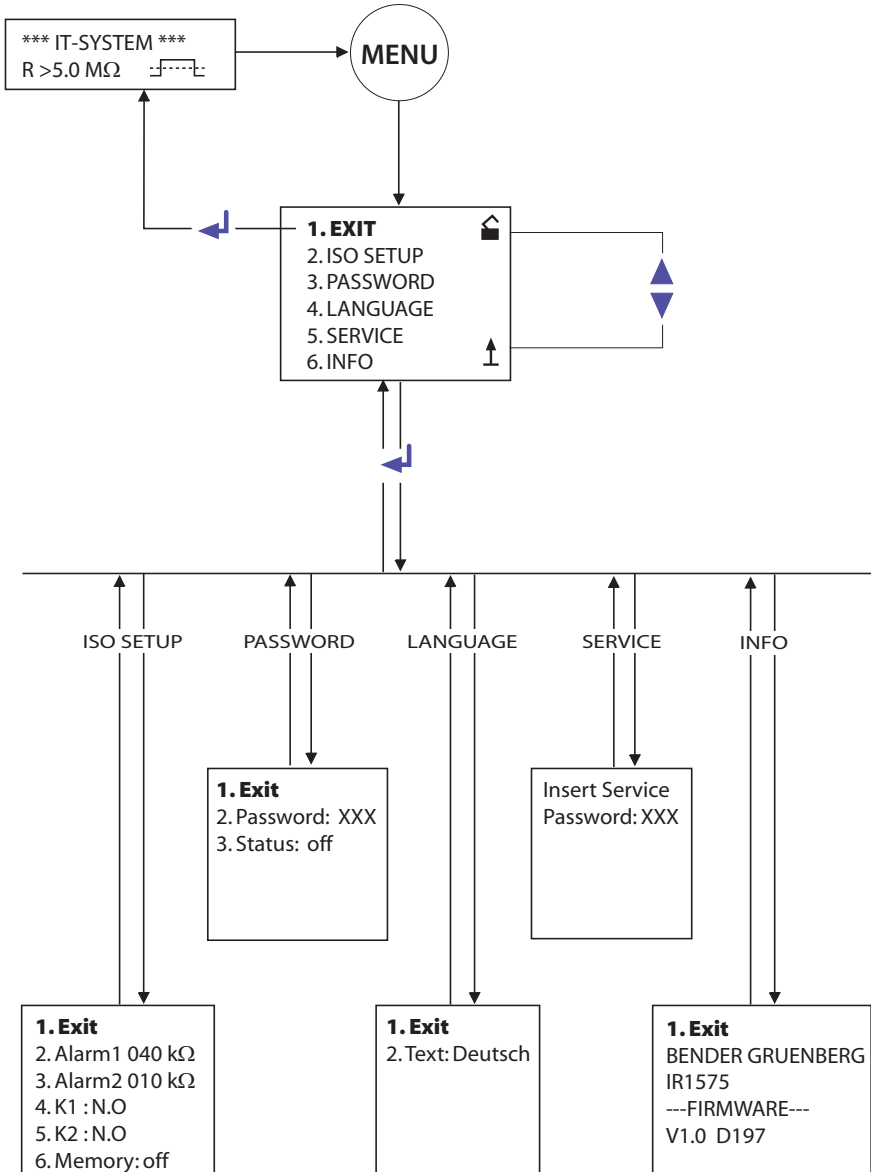 *** IT-SYSTEM ***
R >5.0 MΩ
MENU
1. EXIT
2. ISO SETUP
3. PASSWORD
4. LANGUAGE
5. SERVICE
6. INFO
ISO SETUP
PASSWORD
LANGUAGE
SERVICE
INFO
1. Exit
2. Password: XXX
3. Status: off
Insert Service
Password: XXX
1. Exit
2. Alarm1 040 kΩ
3. Alarm2 010 kΩ
4. K1 : N.O
5. K2 : N.O
6. Memory: off
1. Exit
2. Text: Deutsch
1. Exit
BENDER GRUENBERG
IR1575
---FIRMWARE---
V1.0 D197